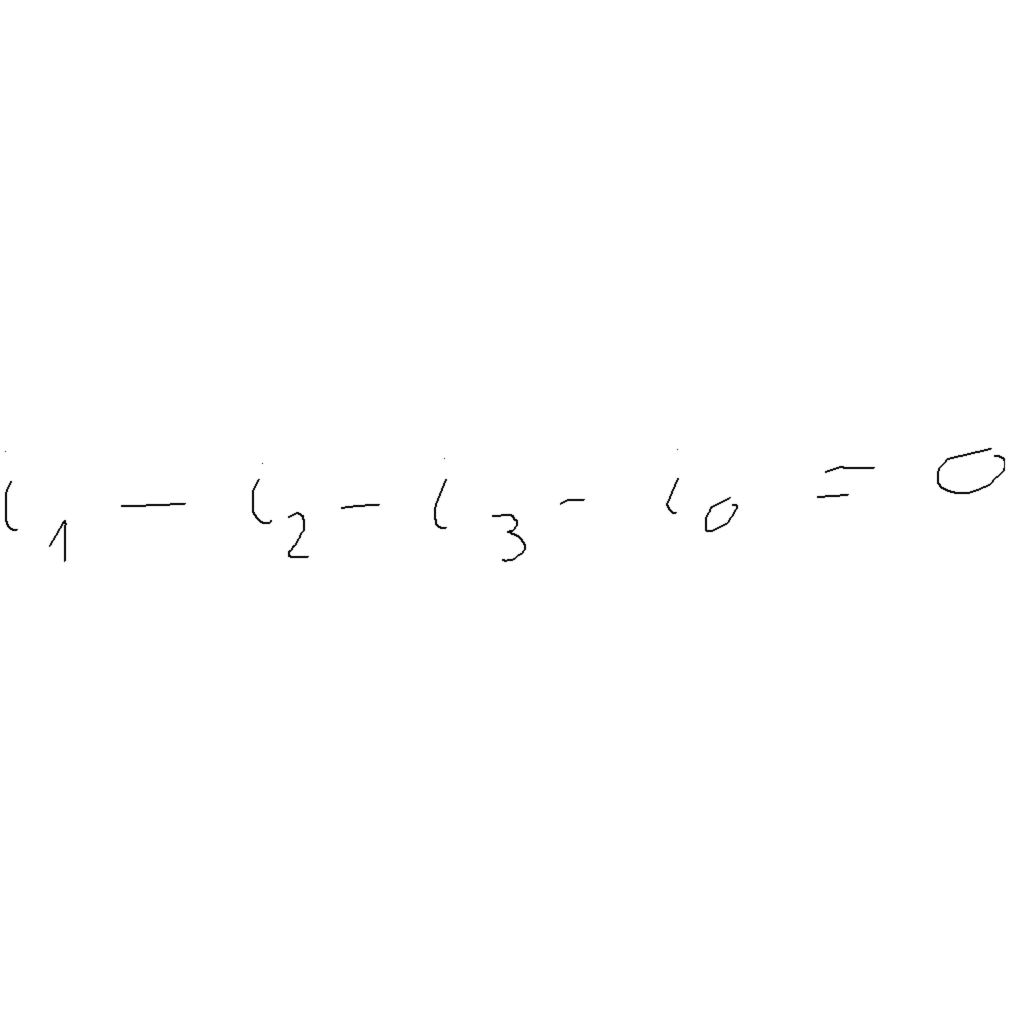 i₁ - i₂ - i₃ - i₀ = 0